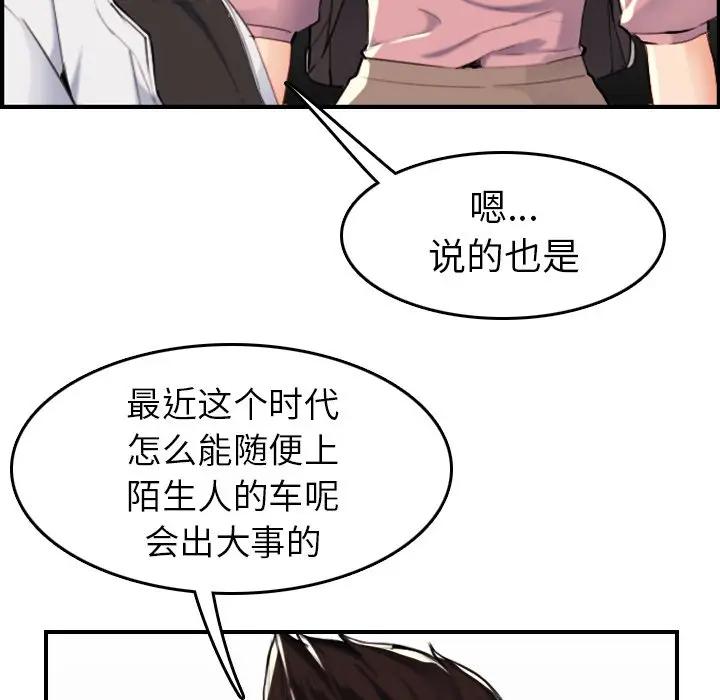 嗯...
说的也是
最近这个时代
怎么能随便上
陌生人的车呢
会出大事的